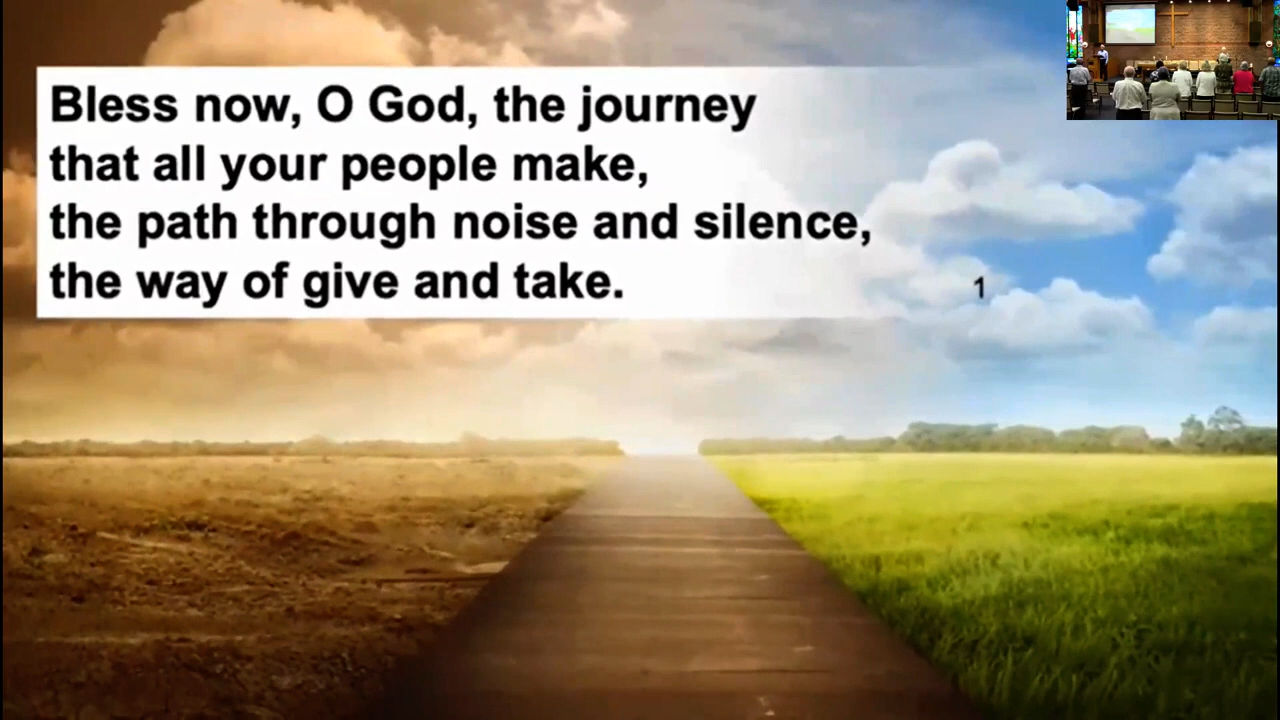 Bless now, O God, the journey
that all your people make,
the path through noise and silence,
the way of give and take.
1